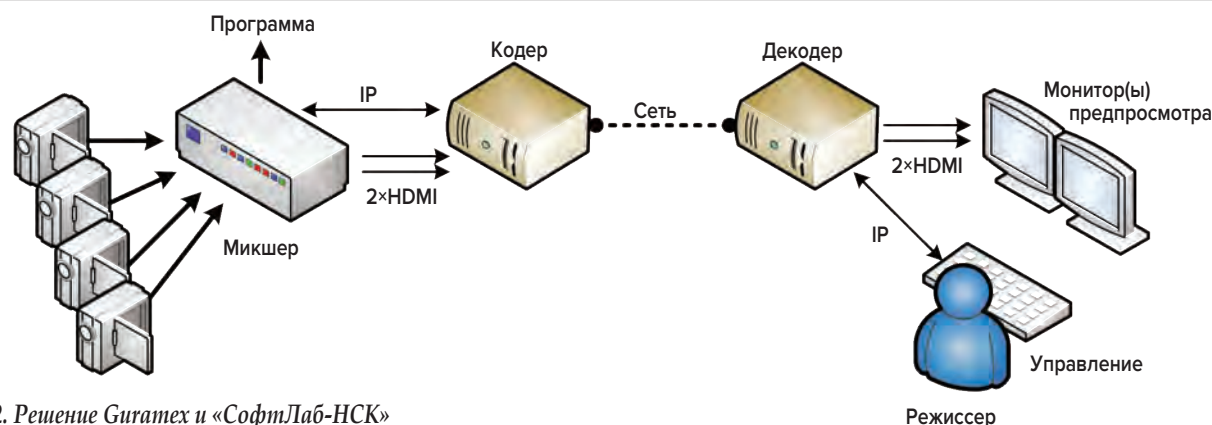 Программа
Кодер
Декодер
Монитор(ы)
предпросмотра
IP
Сеть
2×HDMI
2×HDMI
Микшер
IP
Управление
2. Решение Guramex и «СофтЛаб-НСК»
Режиссер